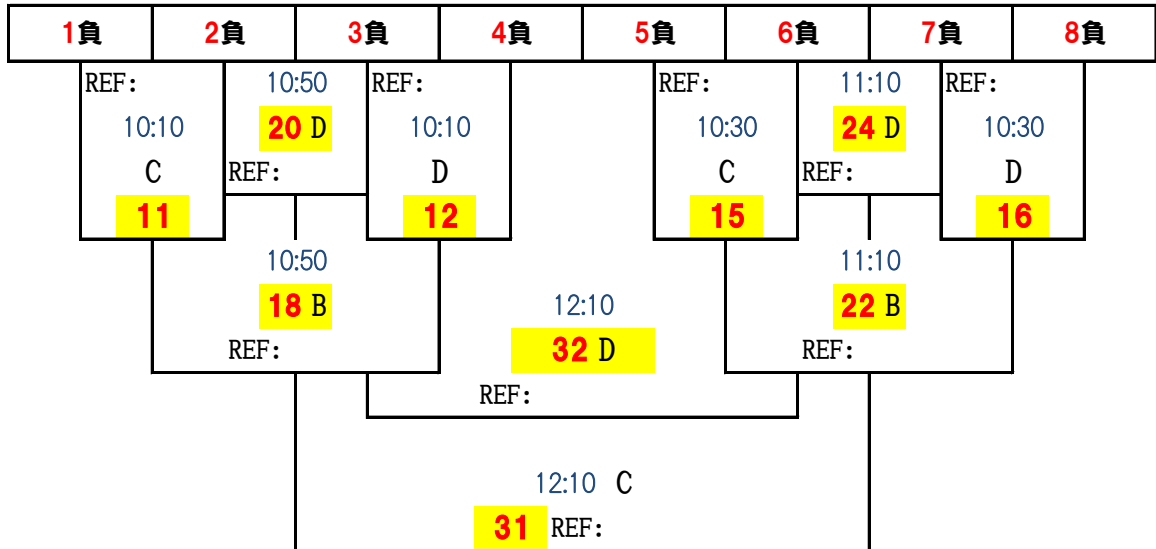 1負 2負 3負 4負 5負 6負 7負 8負
REF: 10:50 REF: REF: 11:10 REF:
10:10 20 D 10:10 10:30 24 D 10:30
C REF: D C REF: D
11 12 15 16
10:50 11:10
18 B 12:10 22 B
REF: 32 D REF:
REF:
12:10 C
31 REF: